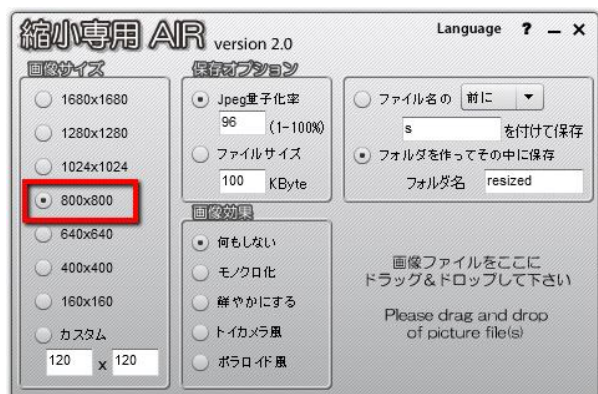 縮小専用 AIR version 2.0
Language ? – ×
画像サイズ
1680x1680
1280x1280
1024x1024
800x800
640x640
400x400
160x160
カスタム
120 x 120
保存オプション
Jpeg量子化率
96 (1-100%)
ファイルサイズ
100 KByte
画像効果
何もしない
モノクロ化
鮮やかにする
トイカメラ風
ポラロイド風
ファイル名の 前に
s を付けて保存
フォルダを作ってその中に保存
フォルダ名 resized
画像ファイルをここに
ドラッグ&ドロップして下さい
Please drag and drop
of picture file(s)